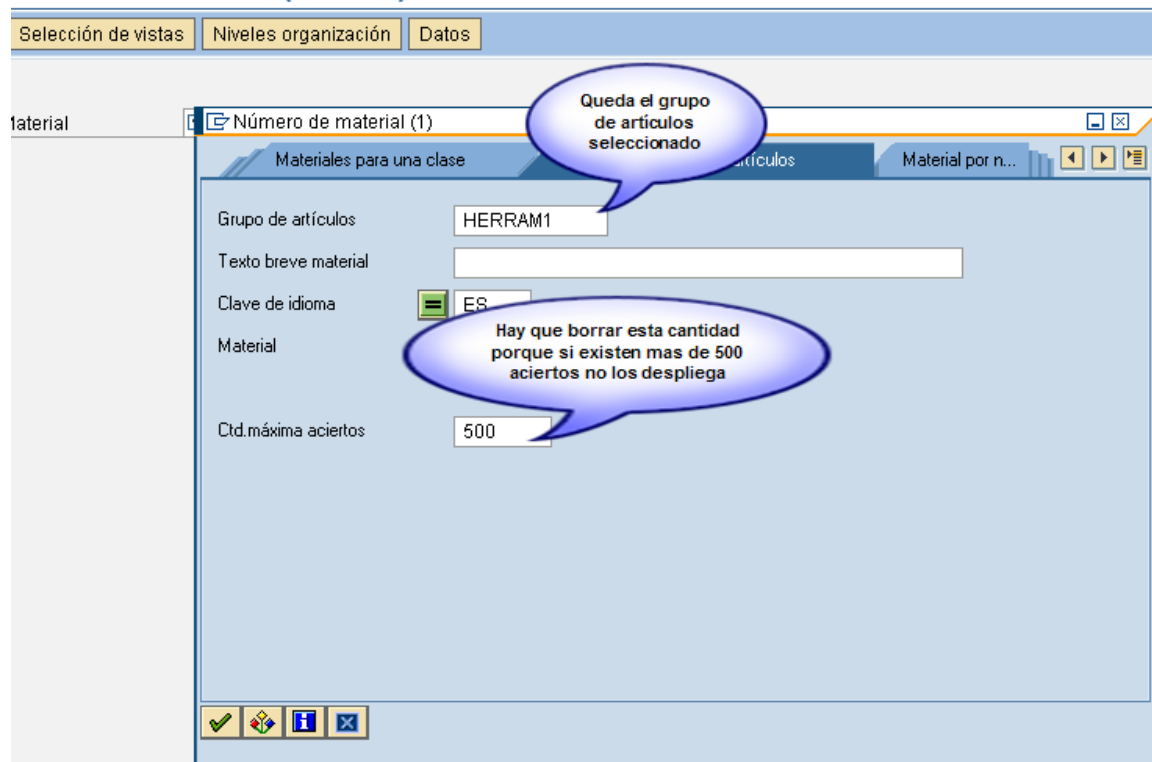 Selección de vistas Niveles organización Datos
Queda el grupo
de artículos
seleccionado
Número de material (1)
Materiales para una clase Material por n...
Grupo de artículos HERRAM1
Texto breve material
Clave de idioma ES
Hay que borrar esta cantidad
porque si existen mas de 500
aciertos no los despliega
Material
Ctd.máxima aciertos 500